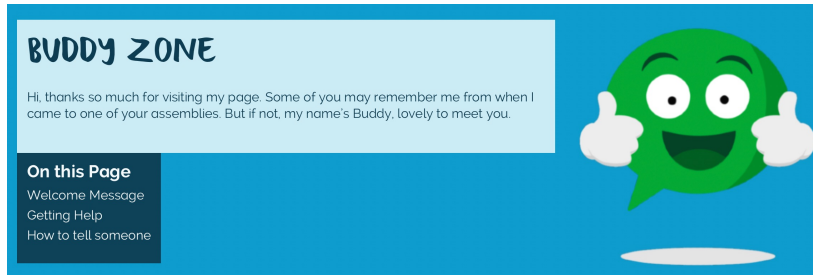 BUDDY ZONE
Hi, thanks so much for visiting my page. Some of you may remember me from when I
came to one of your assemblies. But if not, my name's Buddy, lovely to meet you.
On this Page
Welcome Message
Getting Help
How to tell someone